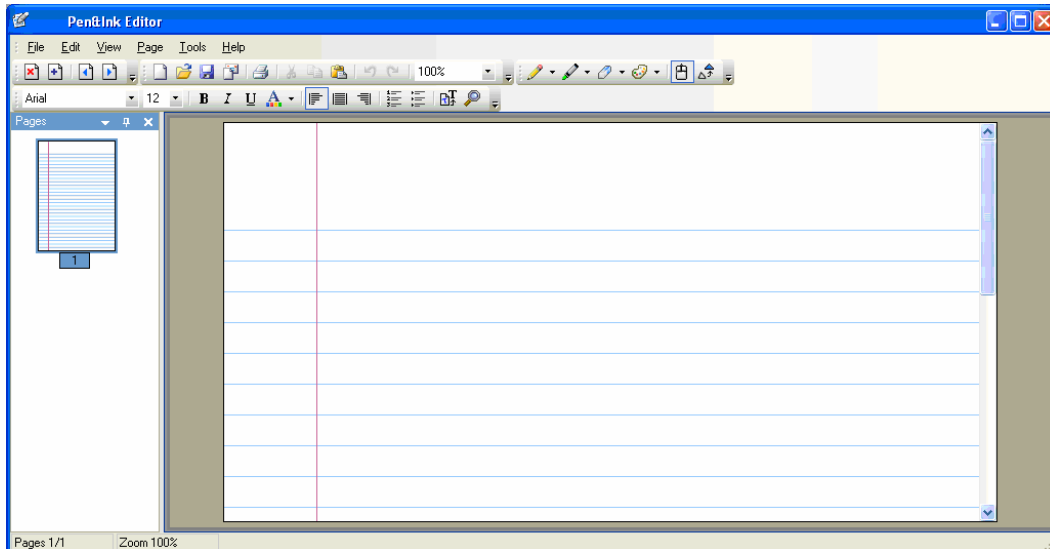 Pen&Ink Editor
File Edit View Page Tools Help
100%
Arial 12 B I U A
Pages
1
Pages 1/1 Zoom 100%